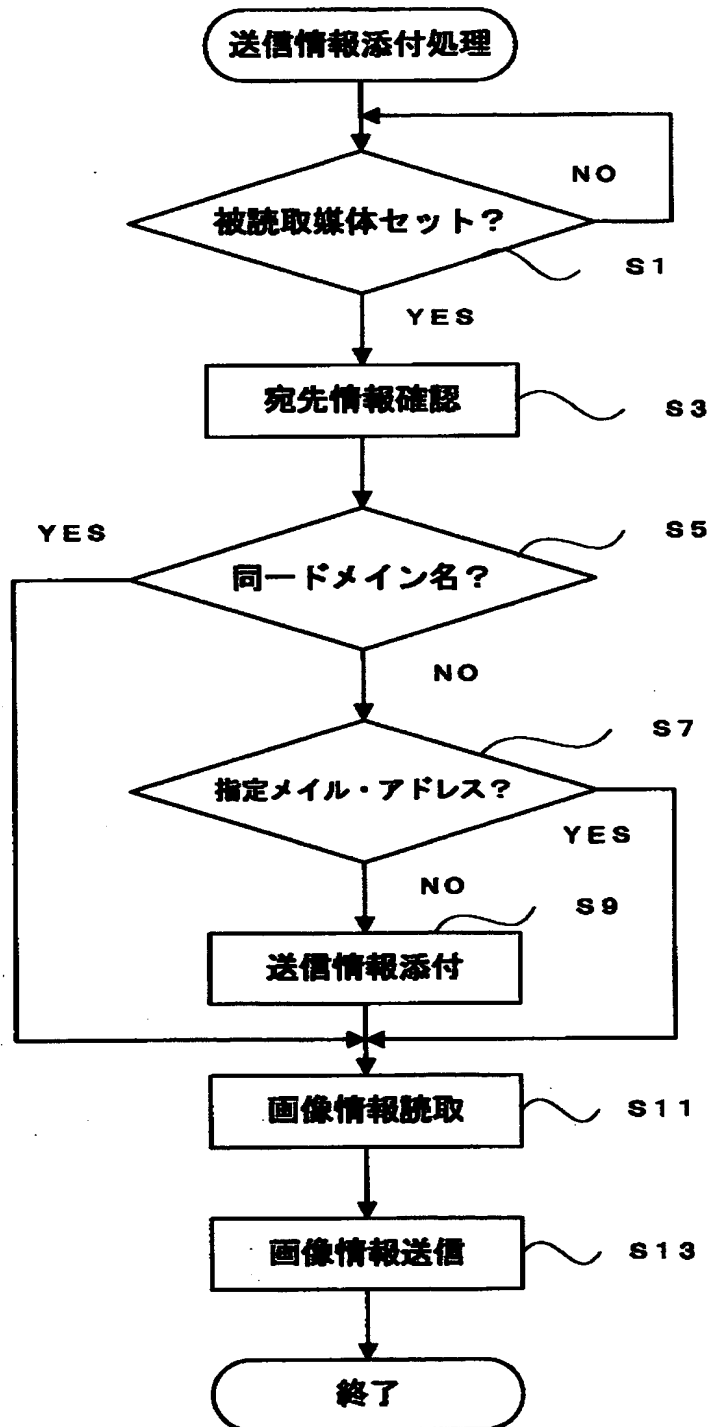 送信情報添付処理
NO
被読取媒体セット？
S1
YES
宛先情報確認
S3
YES
S5
同一ドメイン名？
NO
S7
指定メイル・アドレス？
YES
NO
S9
送信情報添付
画像情報読取
S11
画像情報送信
S13
終了